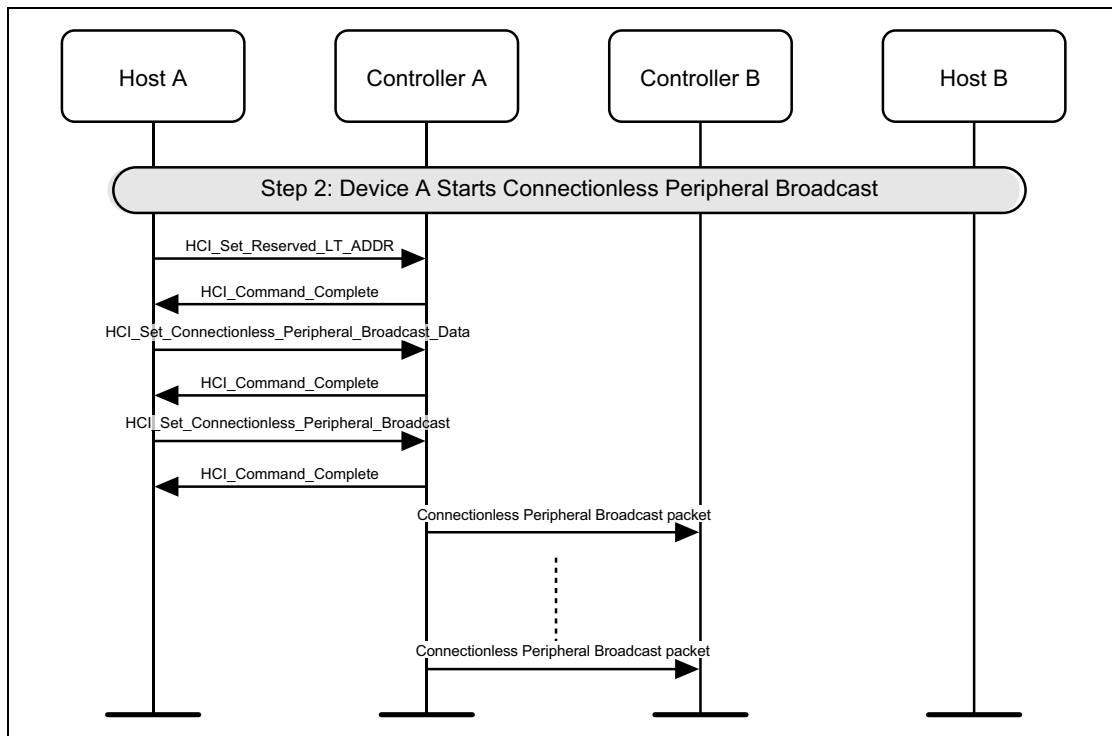 Host A
Controller A
Controller B
Host B
Step 2: Device A Starts Connectionless Peripheral Broadcast
HCI_Set_Reserved_LT_ADDR
HCI_Command_Complete
HCI_Set_Connectionless_Peripheral_Broadcast_Data
HCI_Command_Complete
HCI_Set_Connectionless_Peripheral_Broadcast
HCI_Command_Complete
Connectionless Peripheral Broadcast packet
Connectionless Peripheral Broadcast packet